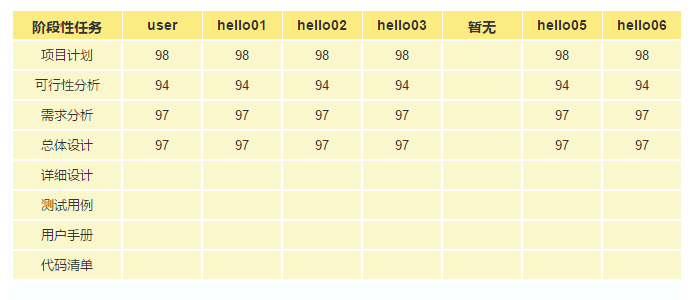 阶段性任务 user hello01 hello02 hello03 暂无 hello05 hello06
项目计划 98 98 98 98 98 98
可行性分析 94 94 94 94 94 94
需求分析 97 97 97 97 97 97
总体设计 97 97 97 97 97 97
详细设计
测试用例
用户手册
代码清单